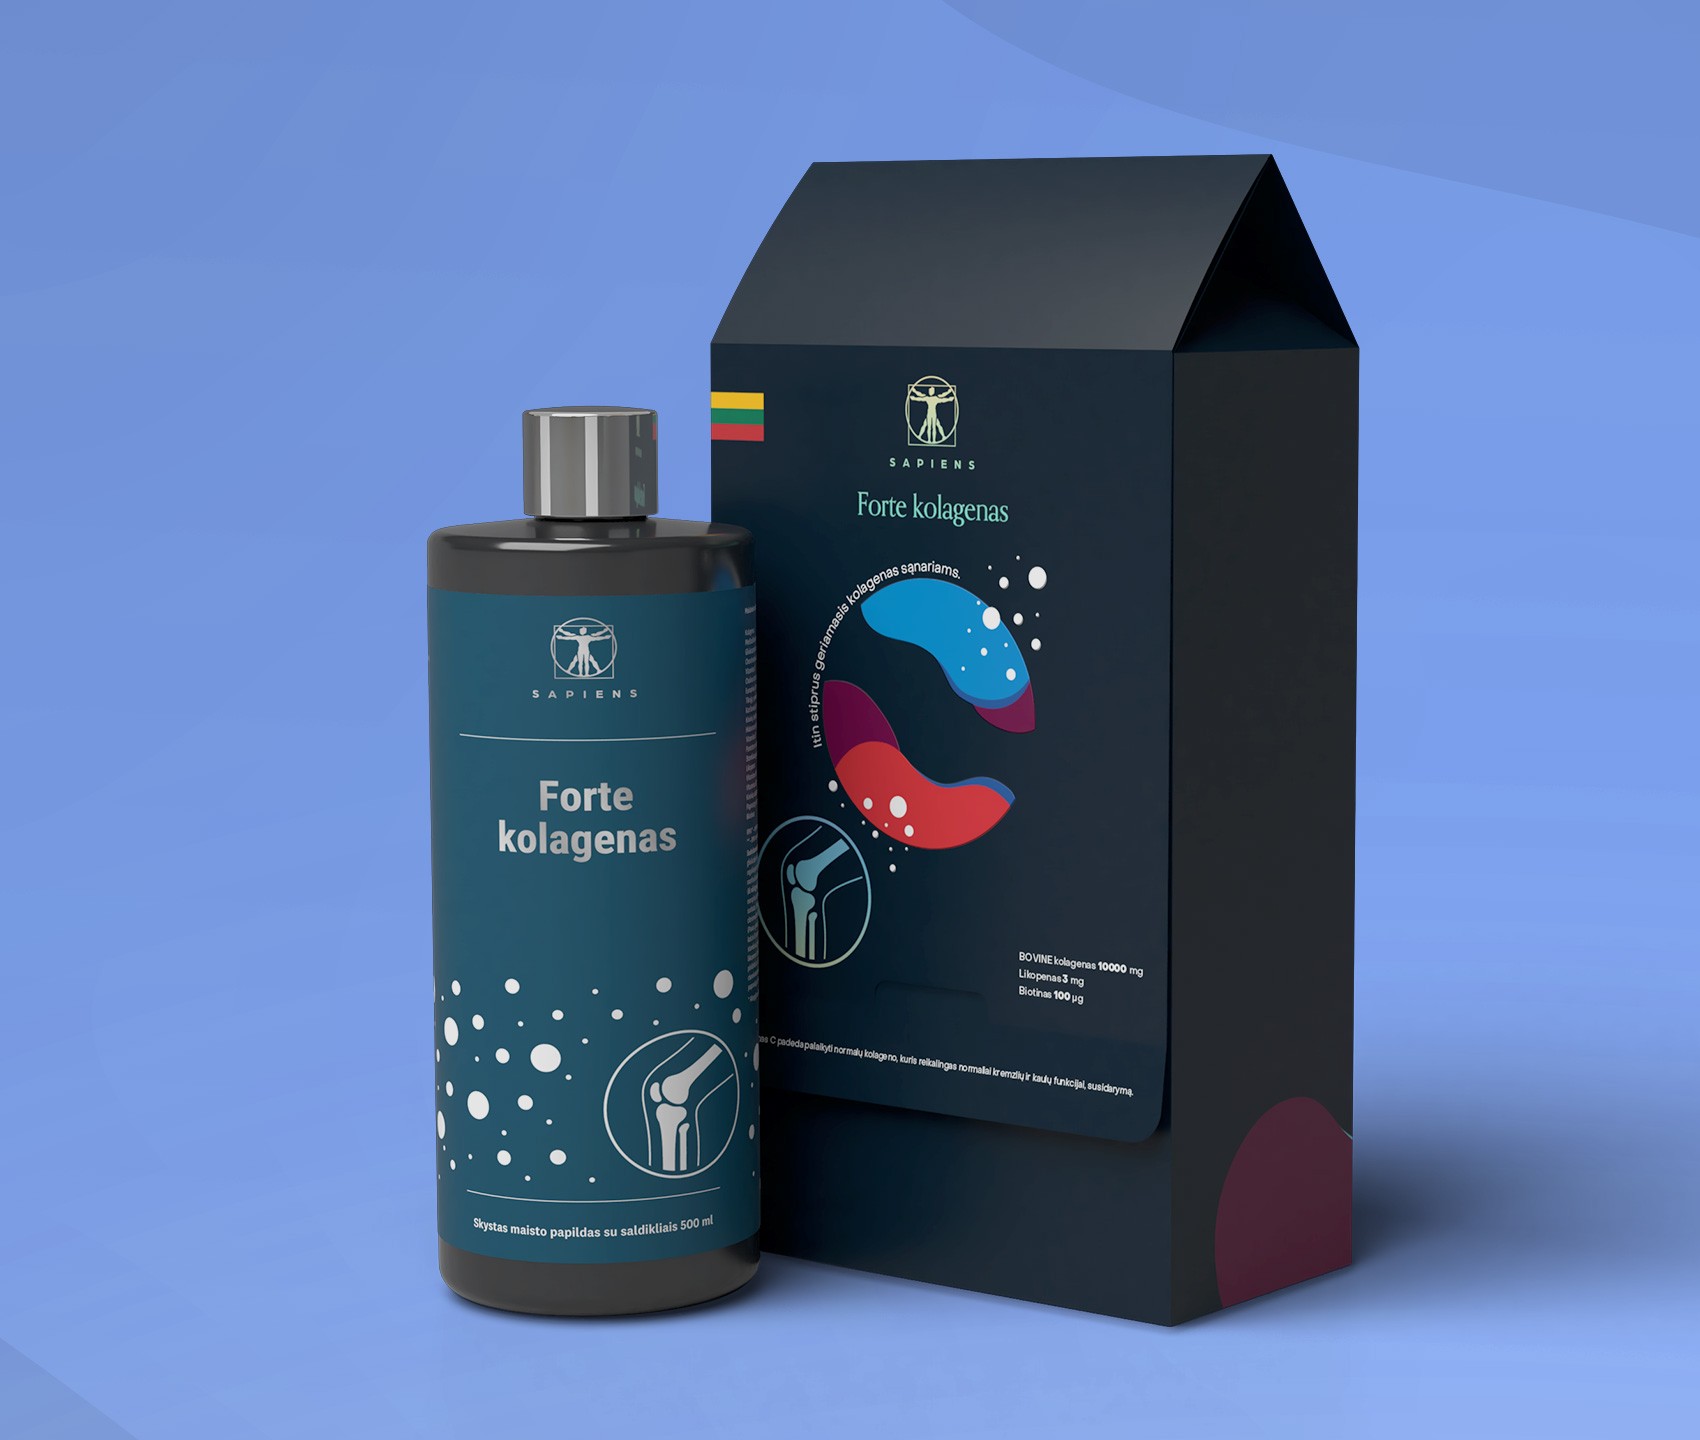 SAPIENS
Forte
kolagenas
Skystas maisto papildas su saldikliais 500 ml
SAPIENS
Forte kolagenas
Itin stiprus geriamasis kolagenas sąnariams.
BOVINE kolagenas 10000 mg
Likopenas 3 mg
Biotinas 100 µg
C padeda palaikyti normalų kolageno, kuris reikalingas normaliai kremzlių ir kaulų funkcijai, susidarymą.